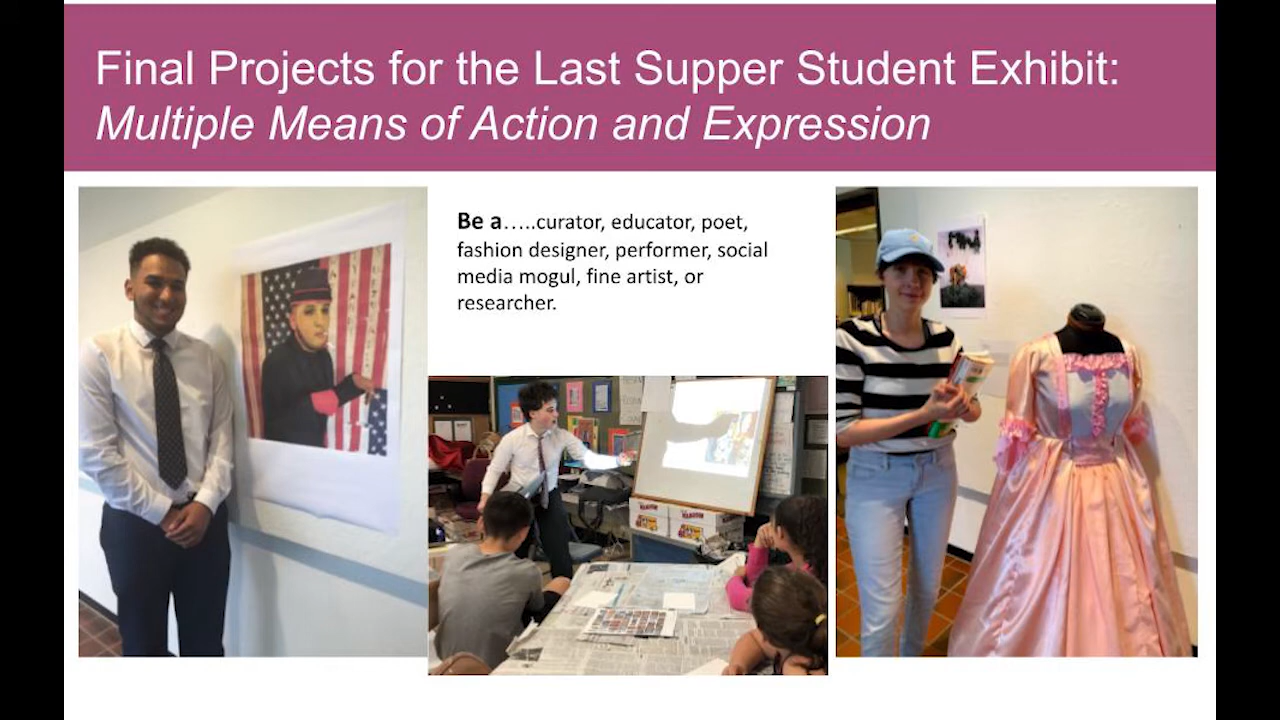 Final Projects for the Last Supper Student Exhibit:
Multiple Means of Action and Expression
Be a…..curator, educator, poet,
fashion designer, performer, social
media mogul, fine artist, or
researcher.